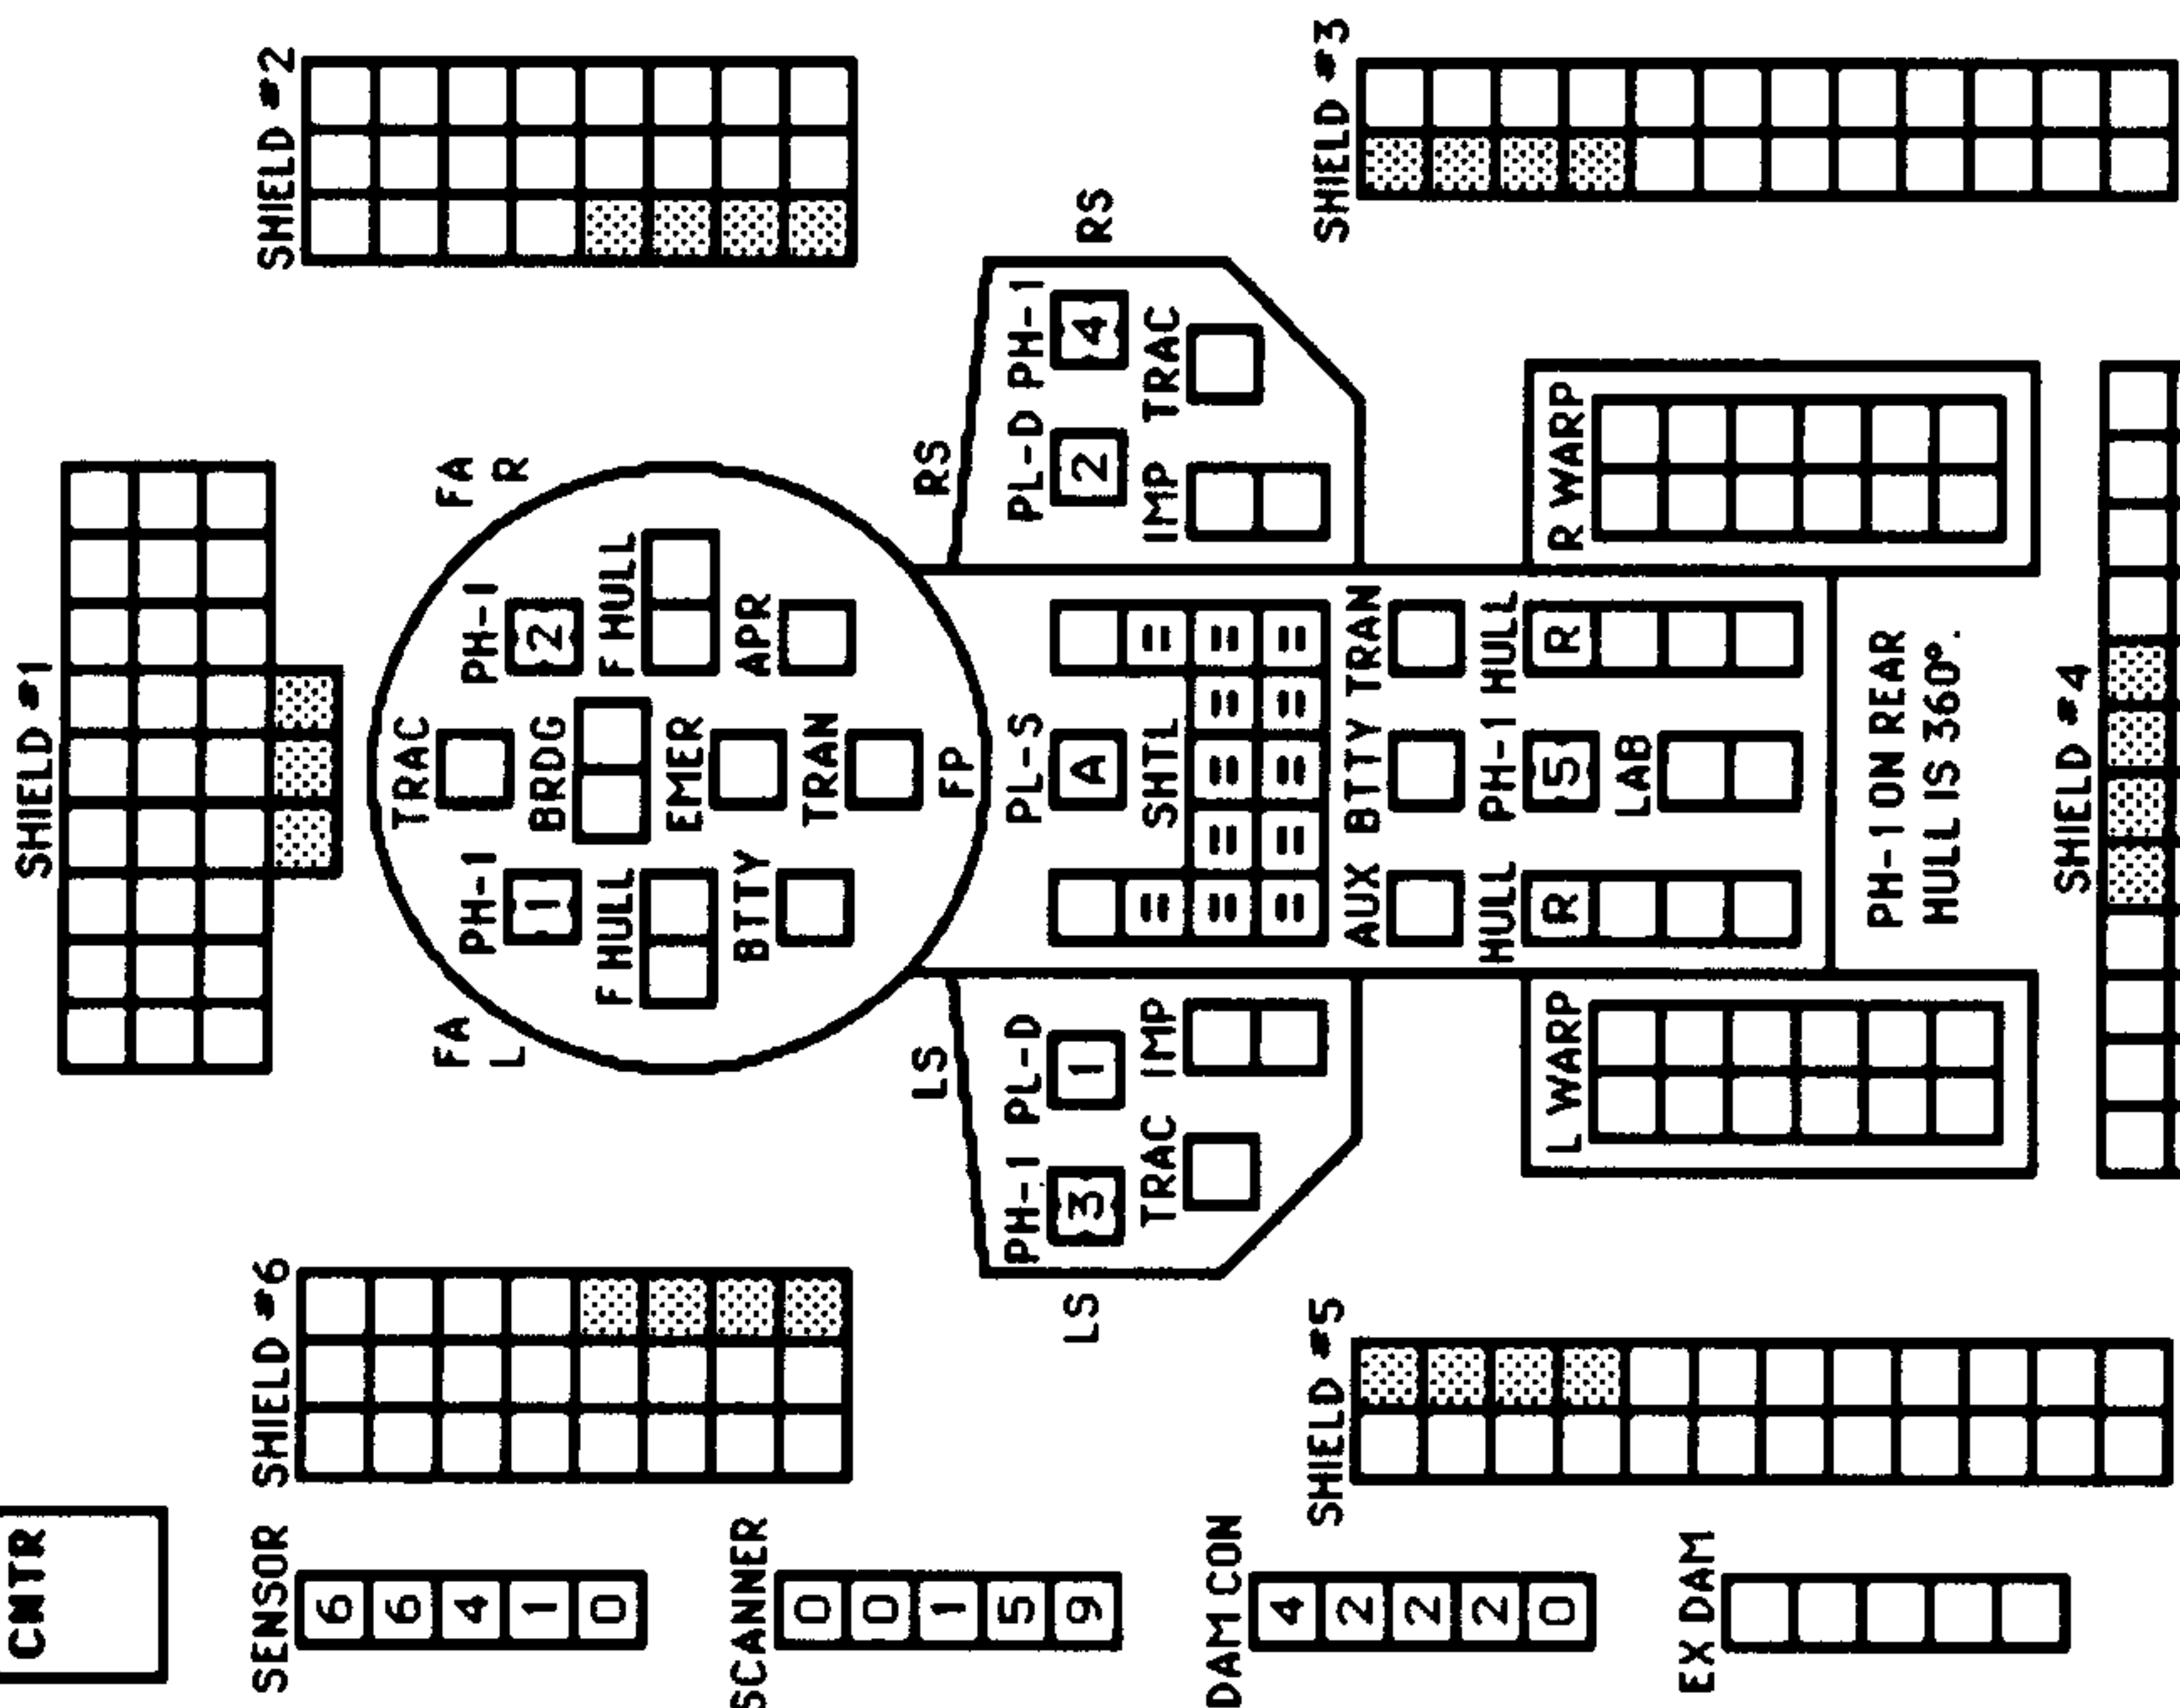 SHIELD #1
SHIELD #2
SHIELD #3
SHIELD #4
SHIELD #5
SHIELD #6
CNTR
SENSOR
6 6 4 1 0
SCANNER
0 0 1 5 9
DAM CON
4 2 2 2 0
EX DAM
FA
L
FA
R
TRAC
PH-1
1
PH-1
2
BRDG
F HULL
F HULL
EMER
BTTY
APR
TRAN
FP
LS
RS
LS
RS
PH-1 PL-D
3 1
TRAC IMP
PL-S
A
PL-D PH-1
2 4
IMP TRAC
SHTL
= =
= = = = =
= = = = =
AUX BTTY TRAN
HULL PH-1 HULL
R 5 R
LAB
L WARP
R WARP
PH-1 ON REAR
HULL IS 360°.